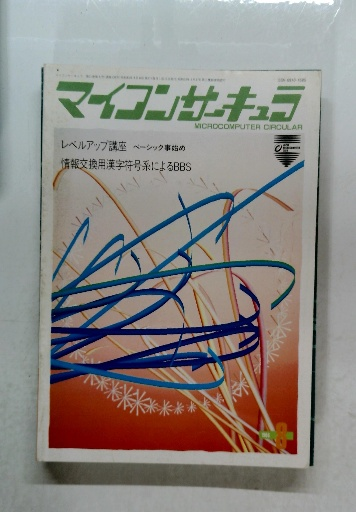 マイコンサーキュラ
MICROCOMPUTER CIRCULAR
レベルアップ講座 ベーシック事始め
情報交換用漢字符号系によるBBS
8